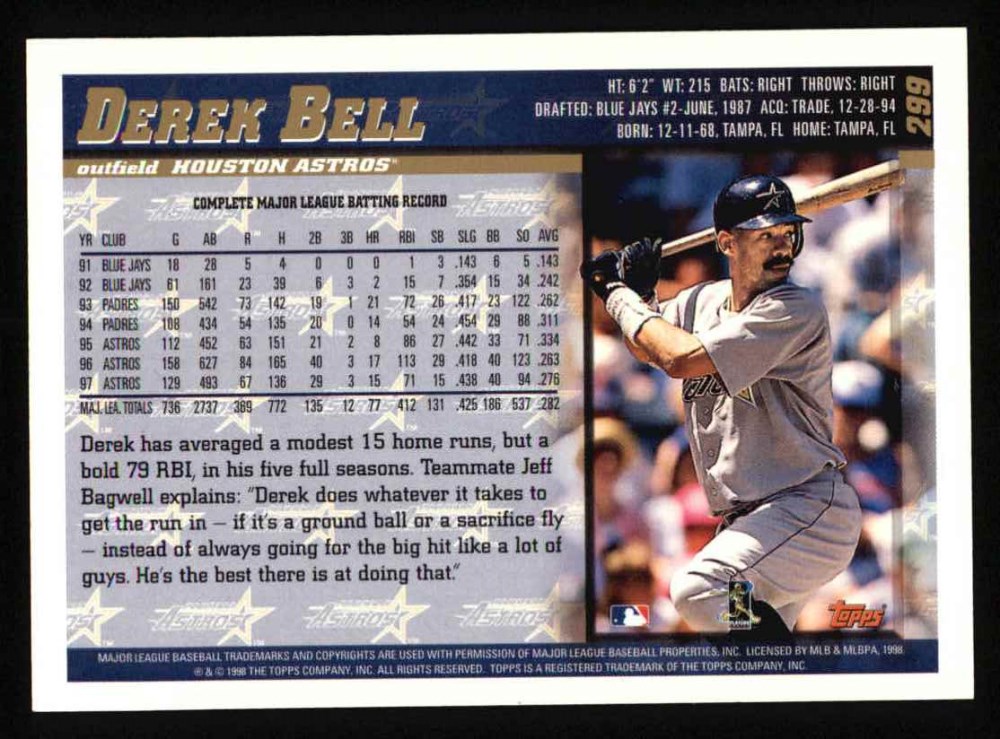 DEREK BELL
HT: 6'2" WT: 215 BATS: RIGHT THROWS: RIGHT
DRAFTED: BLUE JAYS #2-JUNE, 1987 ACQ: TRADE, 12-28-94
BORN: 12-11-68, TAMPA, FL HOME: TAMPA, FL
299
outfield HOUSTON ASTROS™
COMPLETE MAJOR LEAGUE BATTING RECORD
YR CLUB G AB R H 2B 3B HR RBI SB SLG BB SO AVG
91 BLUE JAYS 18 28 5 4 0 0 0 1 3 .143 6 5 .143
92 BLUE JAYS 61 161 23 39 6 3 2 15 7 .354 15 34 .242
93 PADRES 150 542 73 142 19 1 21 72 26 .417 23 122 .262
94 PADRES 108 434 54 135 20 0 14 54 24 .454 29 88 .311
95 ASTROS 112 452 63 151 21 2 8 86 27 .442 33 71 .334
96 ASTROS 158 627 84 165 40 3 17 113 29 .418 40 123 .263
97 ASTROS 129 493 67 136 29 3 15 71 15 .438 40 94 .276
MAJ. LEA. TOTALS 736 2737 369 772 135 12 77 412 131 .425 186 537 .282
Derek has averaged a modest 15 home runs, but a
bold 79 RBI, in his five full seasons. Teammate Jeff
Bagwell explains: "Derek does whatever it takes to
get the run in – if it's a ground ball or a sacrifice fly
– instead of always going for the big hit like a lot of
guys. He's the best there is at doing that."
ASTROS ASTROS ASTROS ASTROS
Topps
MAJOR LEAGUE BASEBALL TRADEMARKS AND COPYRIGHTS ARE USED WITH PERMISSION OF MAJOR LEAGUE BASEBALL PROPERTIES, INC. LICENSED BY MLB & MLBPA, 1998
® & © 1998 THE TOPPS COMPANY, INC. ALL RIGHTS RESERVED. TOPPS IS A REGISTERED TRADEMARK OF THE TOPPS COMPANY, INC.